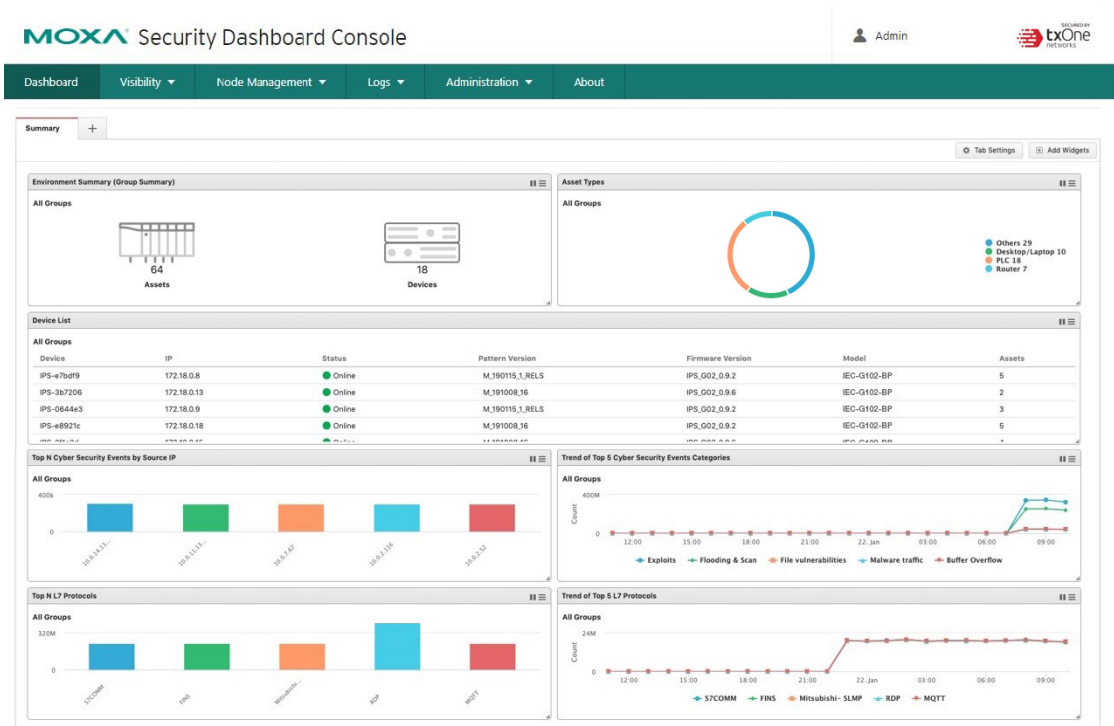 MOXA Security Dashboard Console
Admin
SECURED BY
txOne
networks
Dashboard Visibility Node Management Logs Administration About
Summary +
Tab Settings Add Widgets
Environment Summary (Group Summary)
All Groups
64
Assets
18
Devices
Asset Types
All Groups
Others 29
Desktop/Laptop 10
PLC 18
Router 7
Device List
All Groups
Device IP Status Pattern Version Firmware Version Model Assets
IPS-e7bdf9 172.18.0.8 Online M_190115_1_RELS IPS_G02_0.9.2 IEC-G102-BP 5
IPS-3b7206 172.18.0.13 Online M_191008_16 IPS_G02_0.9.6 IEC-G102-BP 2
IPS-0644e3 172.18.0.9 Online M_190115_1_RELS IPS_G02_0.9.2 IEC-G102-BP 3
IPS-e8921c 172.18.0.18 Online M_191008_16 IPS_G02_0.9.2 IEC-G102-BP 5
Top N Cyber Security Events by Source IP
All Groups
400k
0
10.0.14.13... 10.0.11.13... 10.0.7.67 10.0.2.116 10.0.2.52
Trend of Top 5 Cyber Security Events Categories
All Groups
400M
Count
0
12:00 15:00 18:00 21:00 22. Jan 03:00 06:00 09:00
Exploits Flooding & Scan File vulnerabilities Malware traffic Buffer Overflow
Top N L7 Protocols
All Groups
320M
0
S7COMM FINS Mitsubishi-... RDP MQTT
Trend of Top 5 L7 Protocols
All Groups
24M
Count
0
12:00 15:00 18:00 21:00 22. Jan 03:00 06:00 09:00
S7COMM FINS Mitsubishi- SLMP RDP MQTT